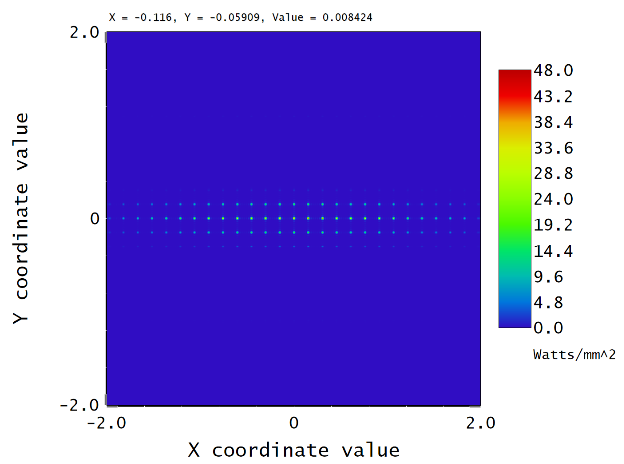 X = -0.116, Y = -0.05909, Value = 0.008424
2.0
0
-2.0
Y coordinate value
-2.0 0 2.0
X coordinate value
48.0
43.2
38.4
33.6
28.8
24.0
19.2
14.4
9.6
4.8
0.0
Watts/mm^2